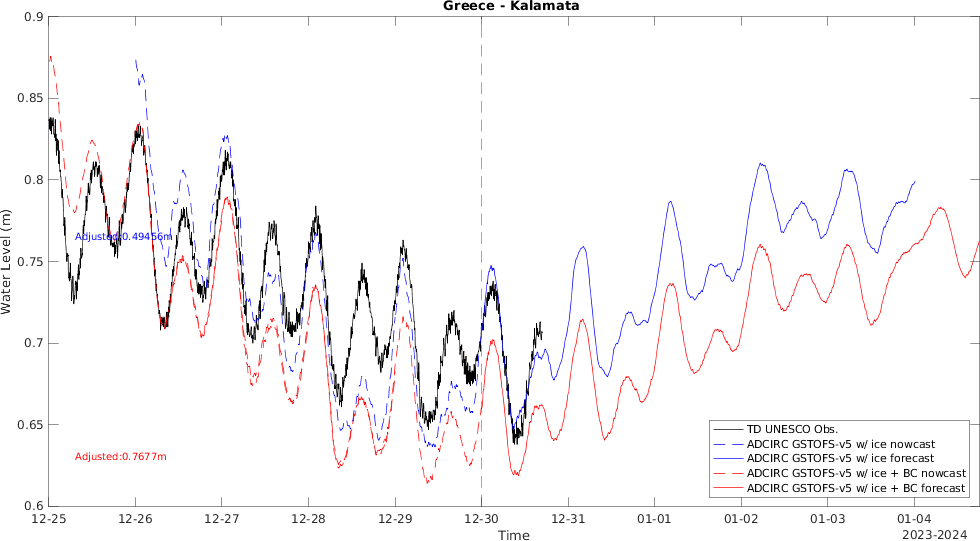 Greece - Kalamata
Water Level (m)
0.9
0.85
0.8
0.75
0.7
0.65
0.6
Adjusted:0.49456m
Adjusted:0.7677m
TD UNESCO Obs.
ADCIRC GSTOFS-v5 w/ ice nowcast
ADCIRC GSTOFS-v5 w/ ice forecast
ADCIRC GSTOFS-v5 w/ ice + BC nowcast
ADCIRC GSTOFS-v5 w/ ice + BC forecast
12-25 12-26 12-27 12-28 12-29 12-30 12-31 01-01 01-02 01-03 01-04
Time
2023-2024